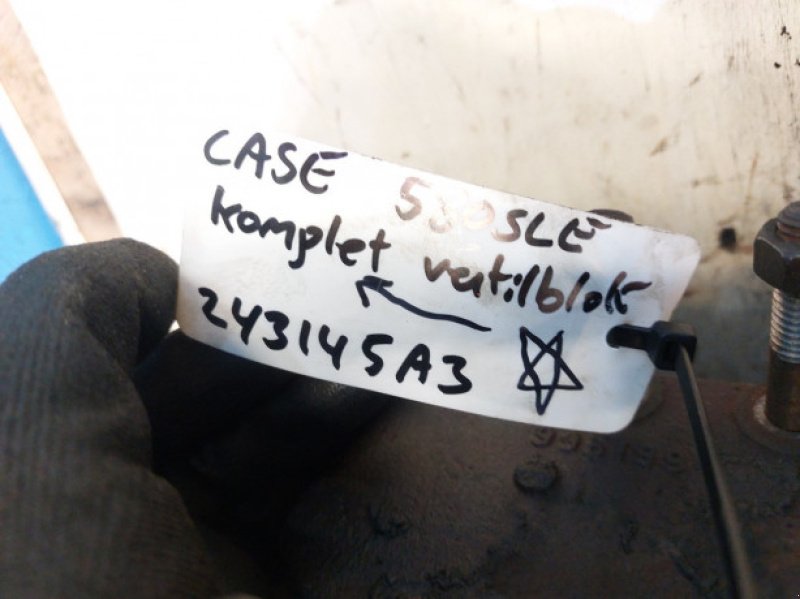 CASE 580SLE
komplet ventilblok
243145A3